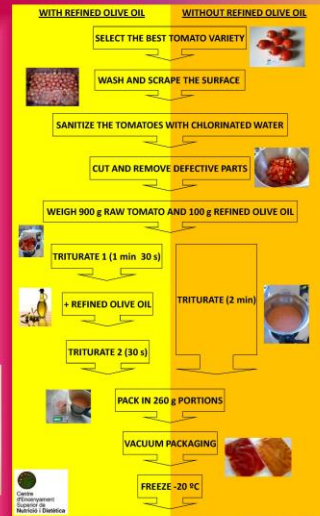 WITH REFINED OLIVE OIL
WITHOUT REFINED OLIVE OIL
SELECT THE BEST TOMATO VARIETY
WASH AND SCRAPE THE SURFACE
SANITIZE THE TOMATOES WITH CHLORINATED WATER
CUT AND REMOVE DEFECTIVE PARTS
WEIGH 900 g RAW TOMATO AND 100 g REFINED OLIVE OIL
TRITURATE 1 (1 min 30 s)
+ REFINED OLIVE OIL
TRITURATE (2 min)
TRITURATE 2 (30 s)
PACK IN 260 g PORTIONS
VACUUM PACKAGING
FREEZE -20 ºC
Centre
d'Ensenyament
Superior de
Nutrició i Dietètica